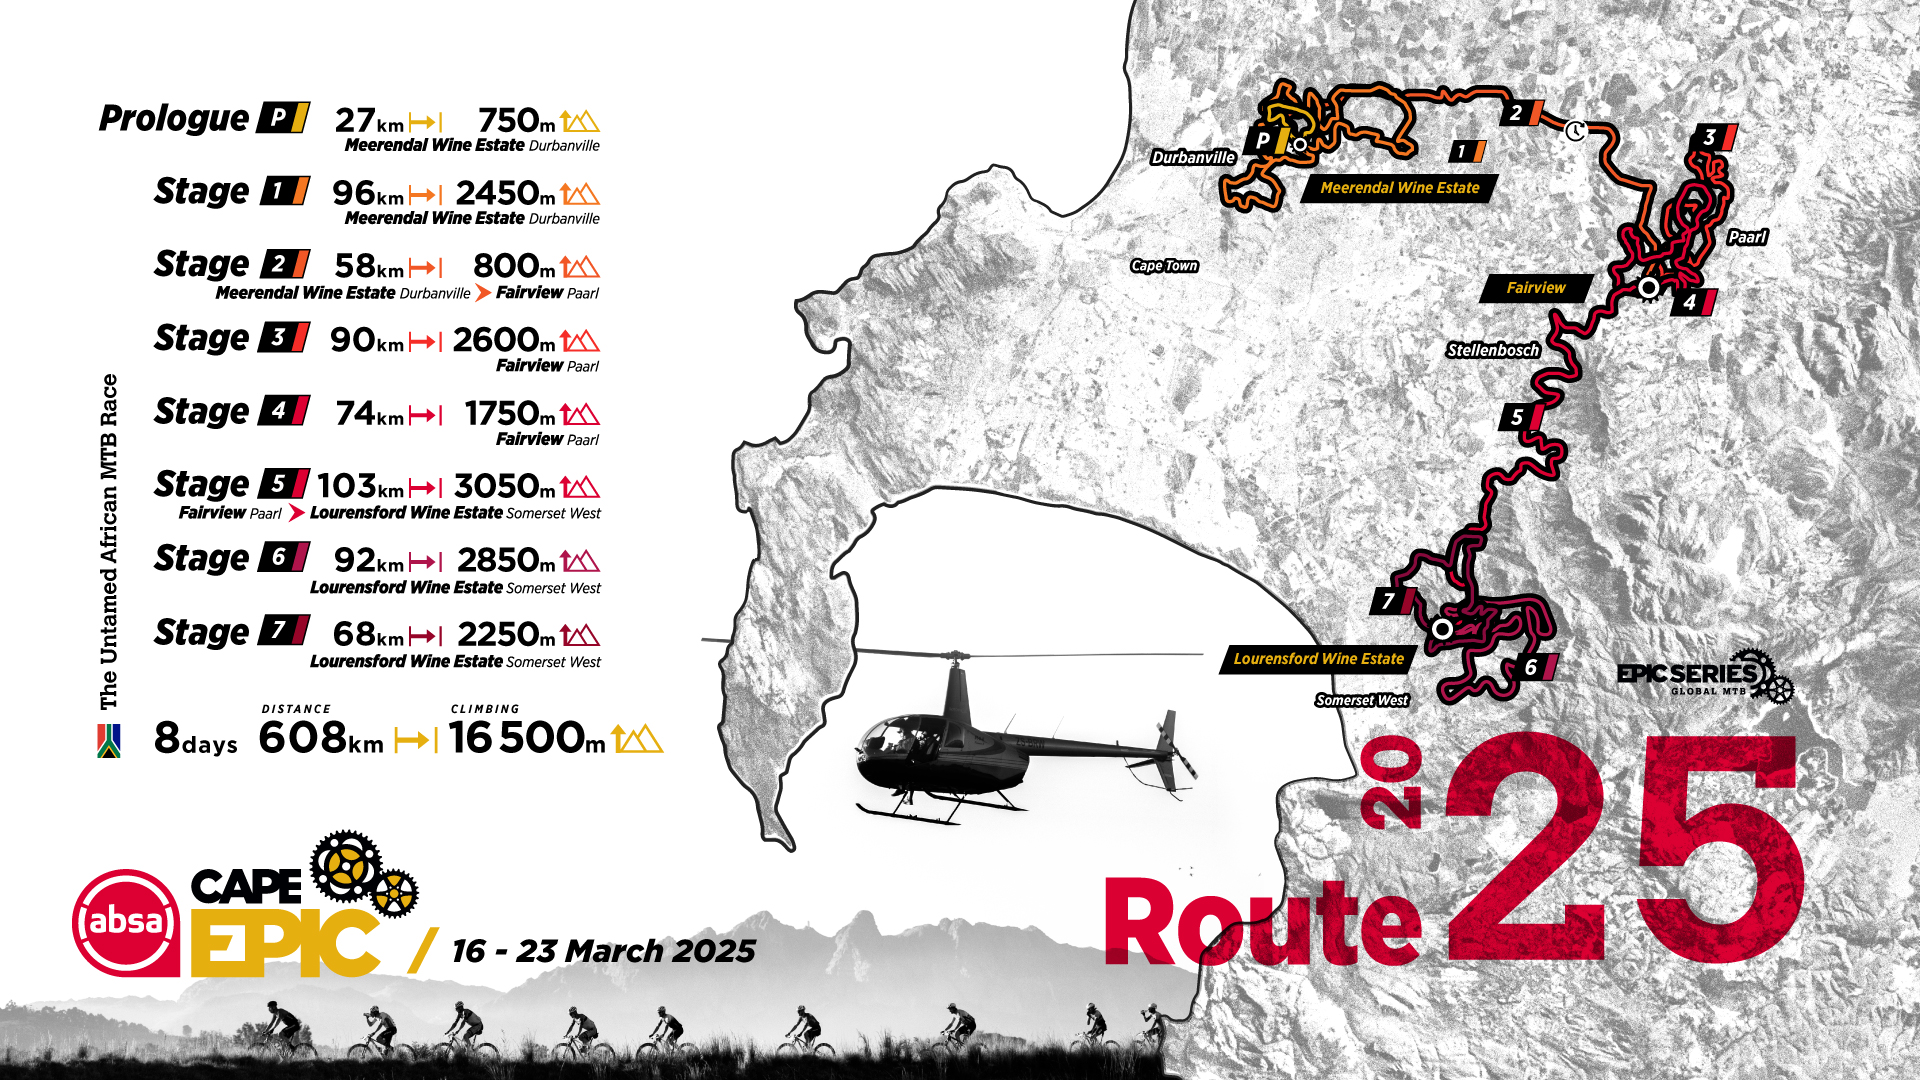 Prologue P 27km 750m
Meerendal Wine Estate Durbanville
Stage 1 96km 2450m
Meerendal Wine Estate Durbanville
Stage 2 58km 800m
Meerendal Wine Estate Durbanville Fairview Paarl
Stage 3 90km 2600m
Fairview Paarl
Stage 4 74km 1750m
Fairview Paarl
Stage 5 103km 3050m
Fairview Paarl Lourensford Wine Estate Somerset West
Stage 6 92km 2850m
Lourensford Wine Estate Somerset West
Stage 7 68km 2250m
Lourensford Wine Estate Somerset West
DISTANCE CLIMBING
8days 608km 16 500m
The Untamed African MTB Race
absa
CAPE
EPIC
/ 16 - 23 March 2025
2
3
P
1
Durbanville
Meerendal Wine Estate
Paarl
Cape Town
Fairview
4
Stellenbosch
5
7
Lourensford Wine Estate
6
Somerset West
EPIC SERIES
GLOBAL MTB
Route 2025